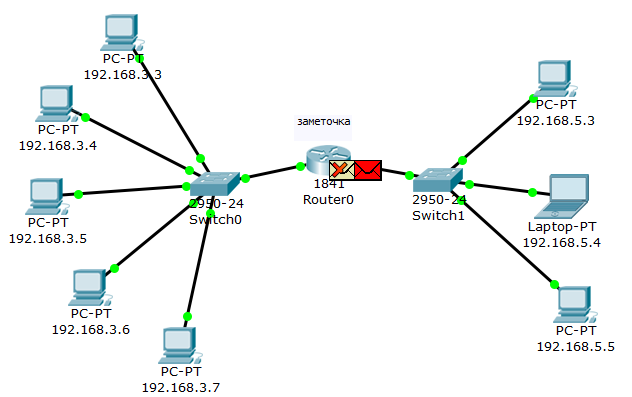 PC-PT
192.168.3.3
PC-PT
192.168.3.4
PC-PT
192.168.3.5
PC-PT
192.168.3.6
PC-PT
192.168.3.7
2950-24
Switch0
заметочка
1841
Router0
2950-24
Switch1
PC-PT
192.168.5.3
Laptop-PT
192.168.5.4
PC-PT
192.168.5.5